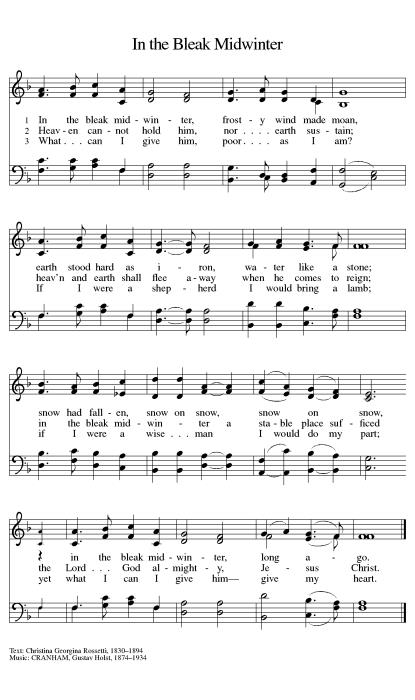 In the Bleak Midwinter
1 In the bleak mid - win - ter, frost - y wind made moan,
2 Heav - en can - not hold him, nor . . . . earth sus - tain;
3 What . . . can I give him, poor . . . . as I am?
earth stood hard as i - ron, wa - ter like a stone;
heav'n and earth shall flee a - way when he comes to reign;
If I were a shep - herd I would bring a lamb;
snow had fall - en, snow on snow, snow on snow,
in the bleak mid - win - ter a sta - ble place suf - ficed
if I were a wise . . . man I would do my part;
in the bleak mid - win - ter, long a - go.
the Lord . . . God al - might - y, Je - sus Christ.
yet what I can I give him— give my heart.
Text: Christina Georgina Rossetti, 1830–1894
Music: CRANHAM, Gustav Holst, 1874–1934